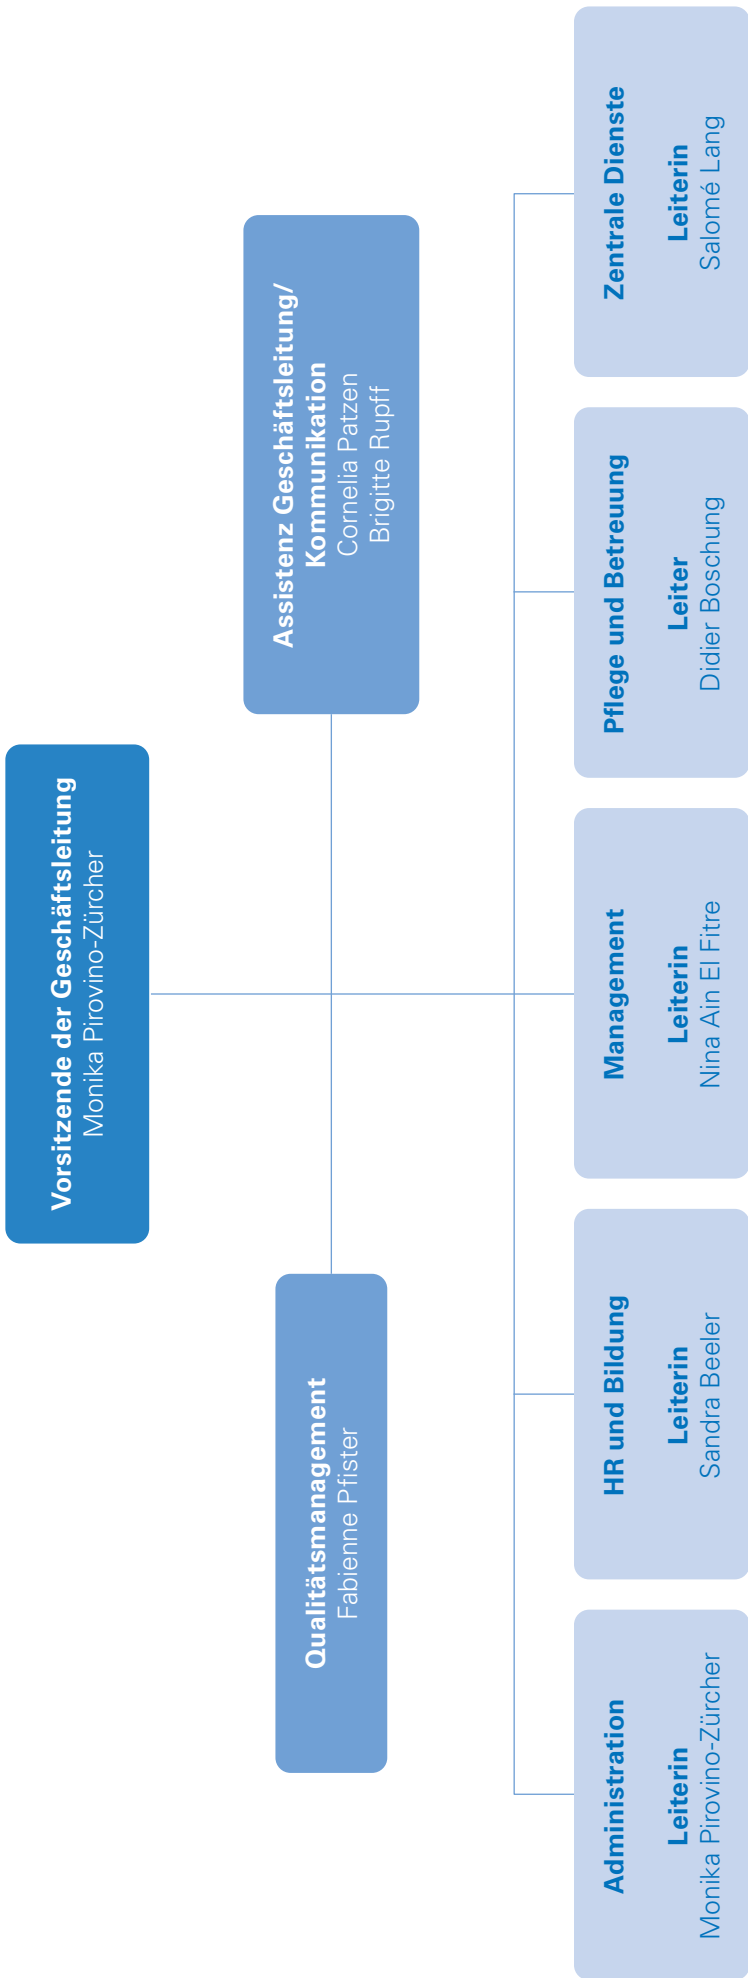 Vorsitzende der Geschäftsleitung
Monika Pirovino-Zürcher
Qualitätsmanagement
Fabienne Pfister
Assistenz Geschäftsleitung/
Kommunikation
Cornelia Patzen
Brigitte Rupff
Administration
Leiterin
Monika Pirovino-Zürcher
HR und Bildung
Leiterin
Sandra Beeler
Management
Leiterin
Nina Ain El Fitre
Pflege und Betreuung
Leiter
Didier Boschung
Zentrale Dienste
Leiterin
Salomé Lang